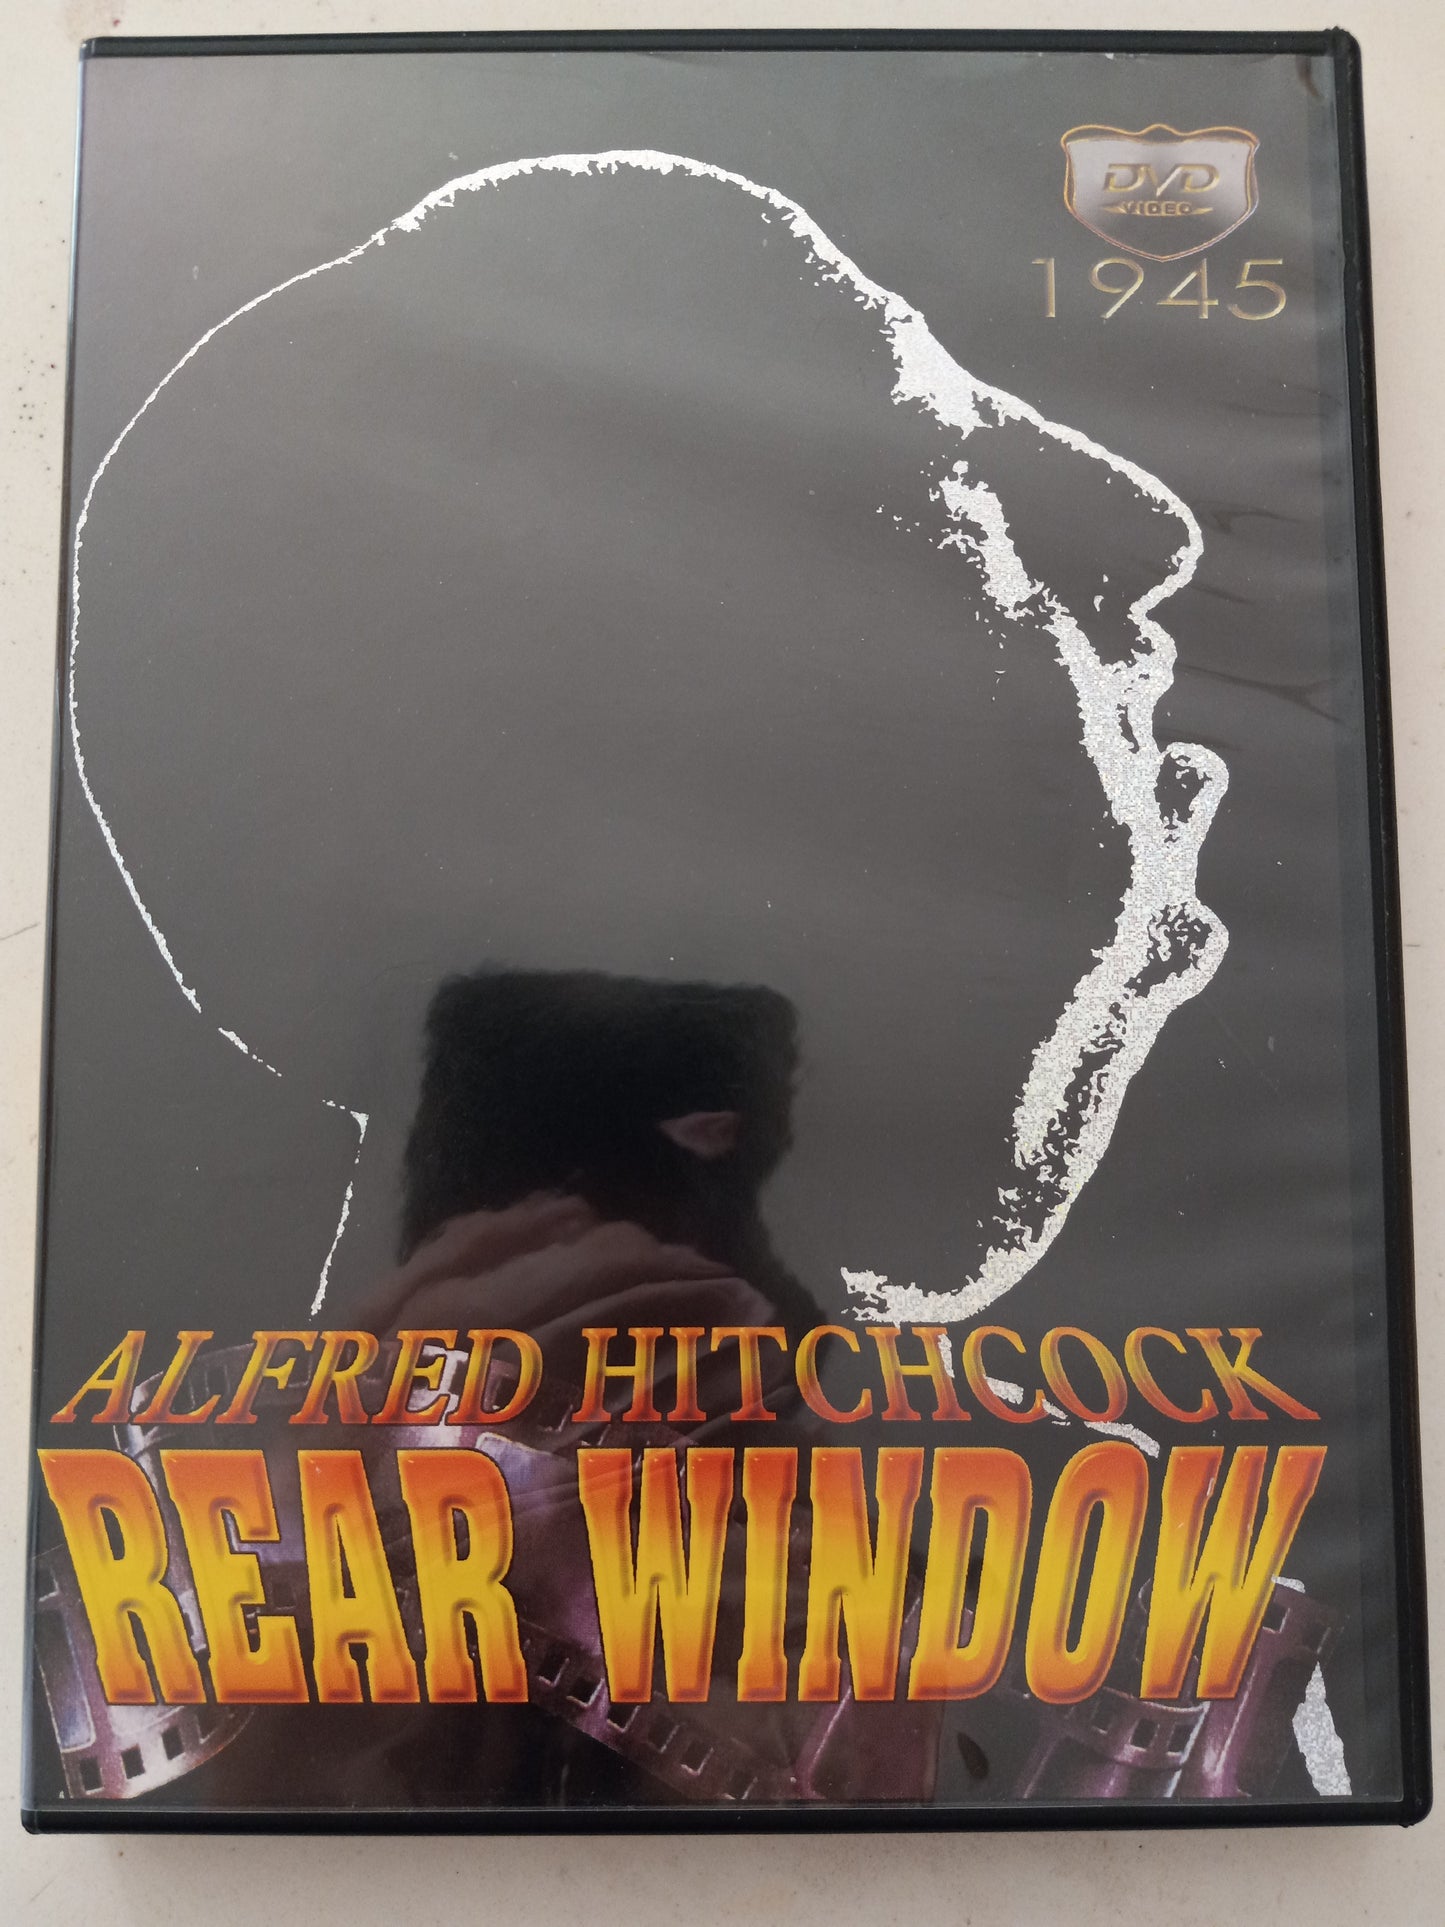 DVD
VIDEO
1945
ALFRED HITCHCOCK
REAR WINDOW